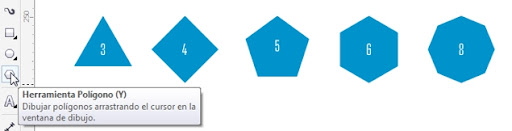 250
3 4 5 6 8
A
Herramienta Polígono (Y)
Dibujar polígonos arrastrando el cursor en la
ventana de dibujo.